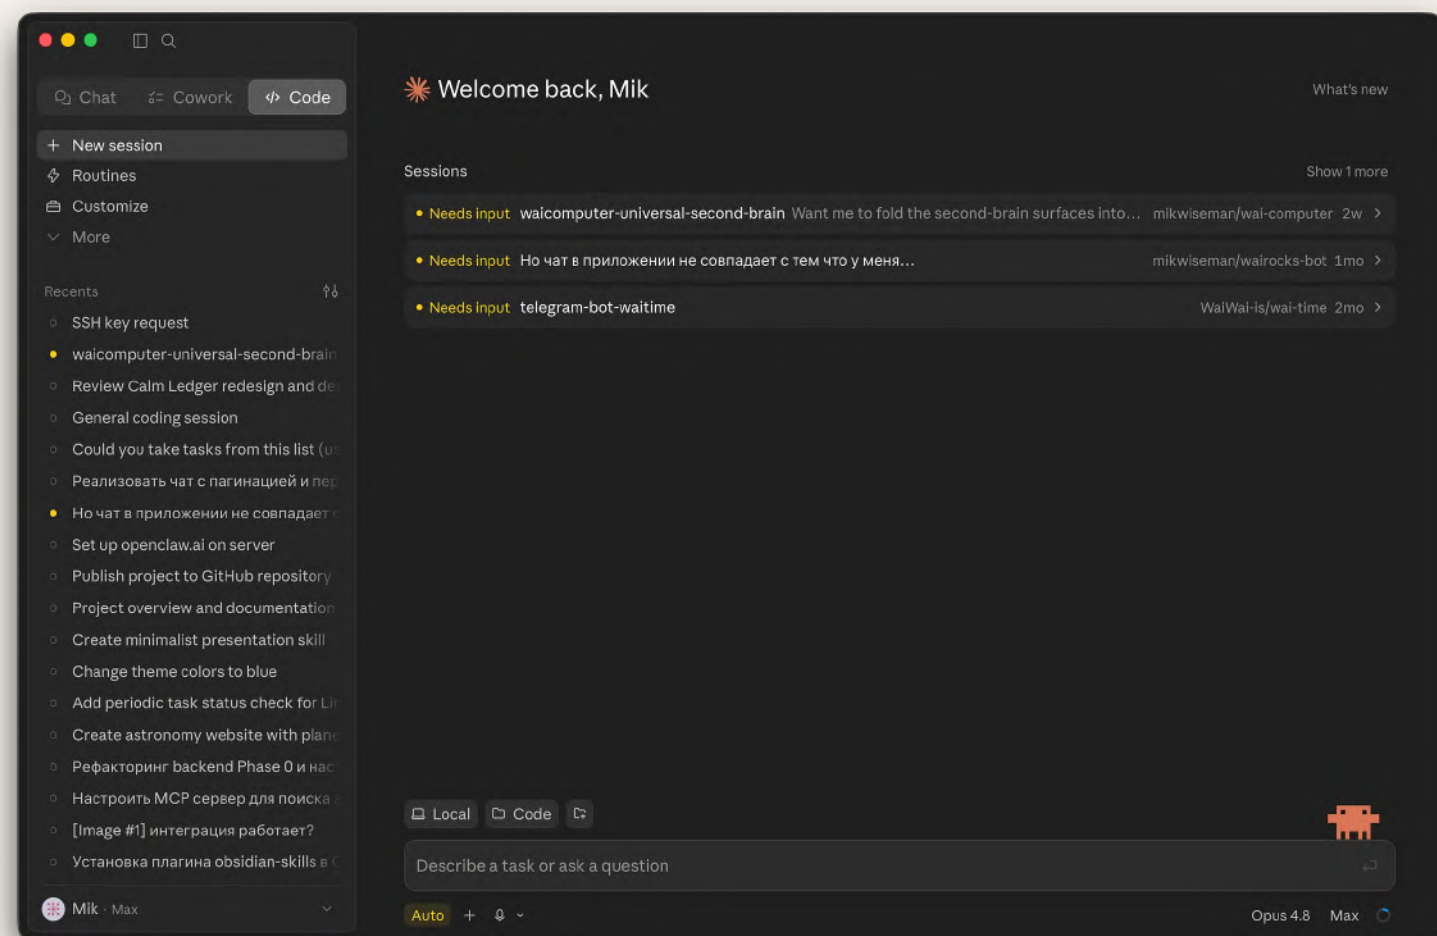 Chat
Cowork
Code
New session
Routines
Customize
More
Recents
SSH key request
waicomputer-universal-second-brain
Review Calm Ledger redesign and de
General coding session
Could you take tasks from this list (us
Реализовать чат с пагинацией и пер
Но чат в приложении не совпадает с
Set up openclaw.ai on server
Publish project to GitHub repository
Project overview and documentation
Create minimalist presentation skill
Change theme colors to blue
Add periodic task status check for Lin
Create astronomy website with plane
Рефакторинг backend Phase 0 и нас
Настроить MCP сервер для поиска
[Image #1] интеграция работает?
Установка плагина obsidian-skills в
Mik · Max
Welcome back, Mik
What's new
Sessions
Show 1 more
Needs input waicomputer-universal-second-brain Want me to fold the second-brain surfaces into... mikwiseman/wai-computer 2w
Needs input Но чат в приложении не совпадает с тем что у меня... mikwiseman/wairocks-bot 1mo
Needs input telegram-bot-waitime WaiWai-is/wai-time 2mo
Local Code
Describe a task or ask a question
Auto
Opus 4.8 Max